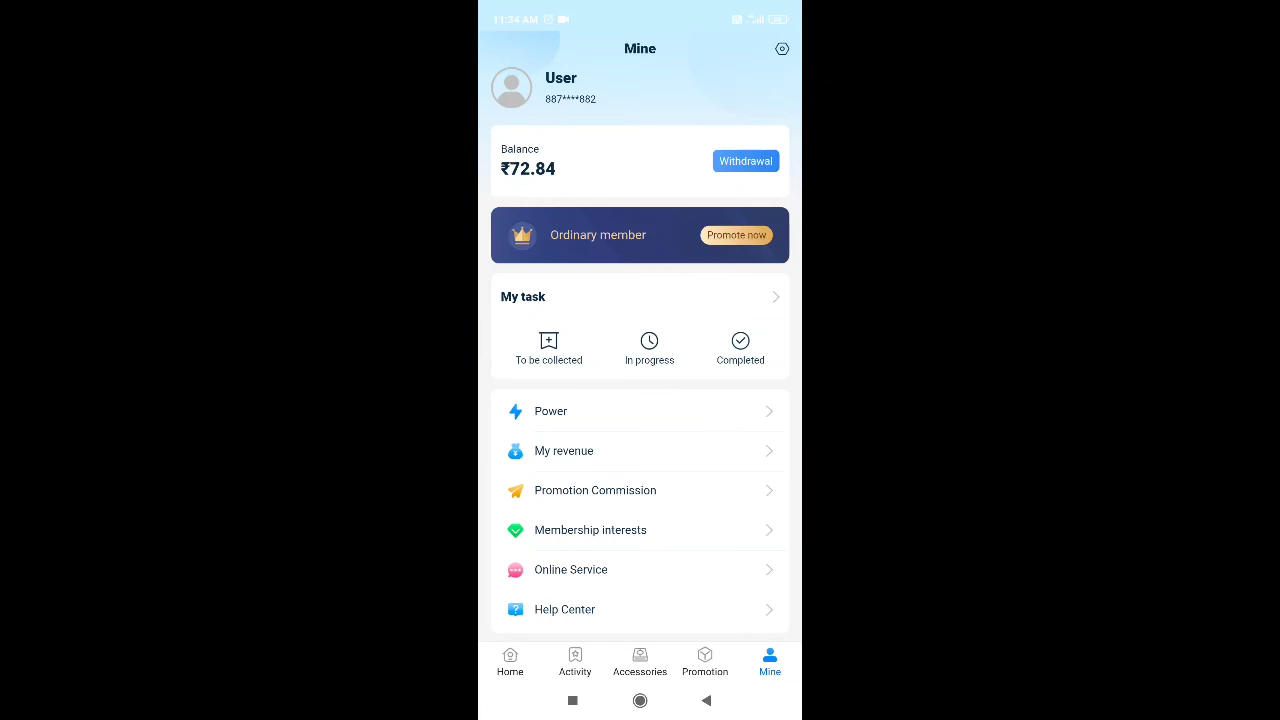 11:34 AM
Mine
User
887****882
Balance
₹72.84
Withdrawal
Ordinary member
Promote now
My task
To be collected
In progress
Completed
Power
My revenue
Promotion Commission
Membership interests
Online Service
Help Center
Home
Activity
Accessories
Promotion
Mine